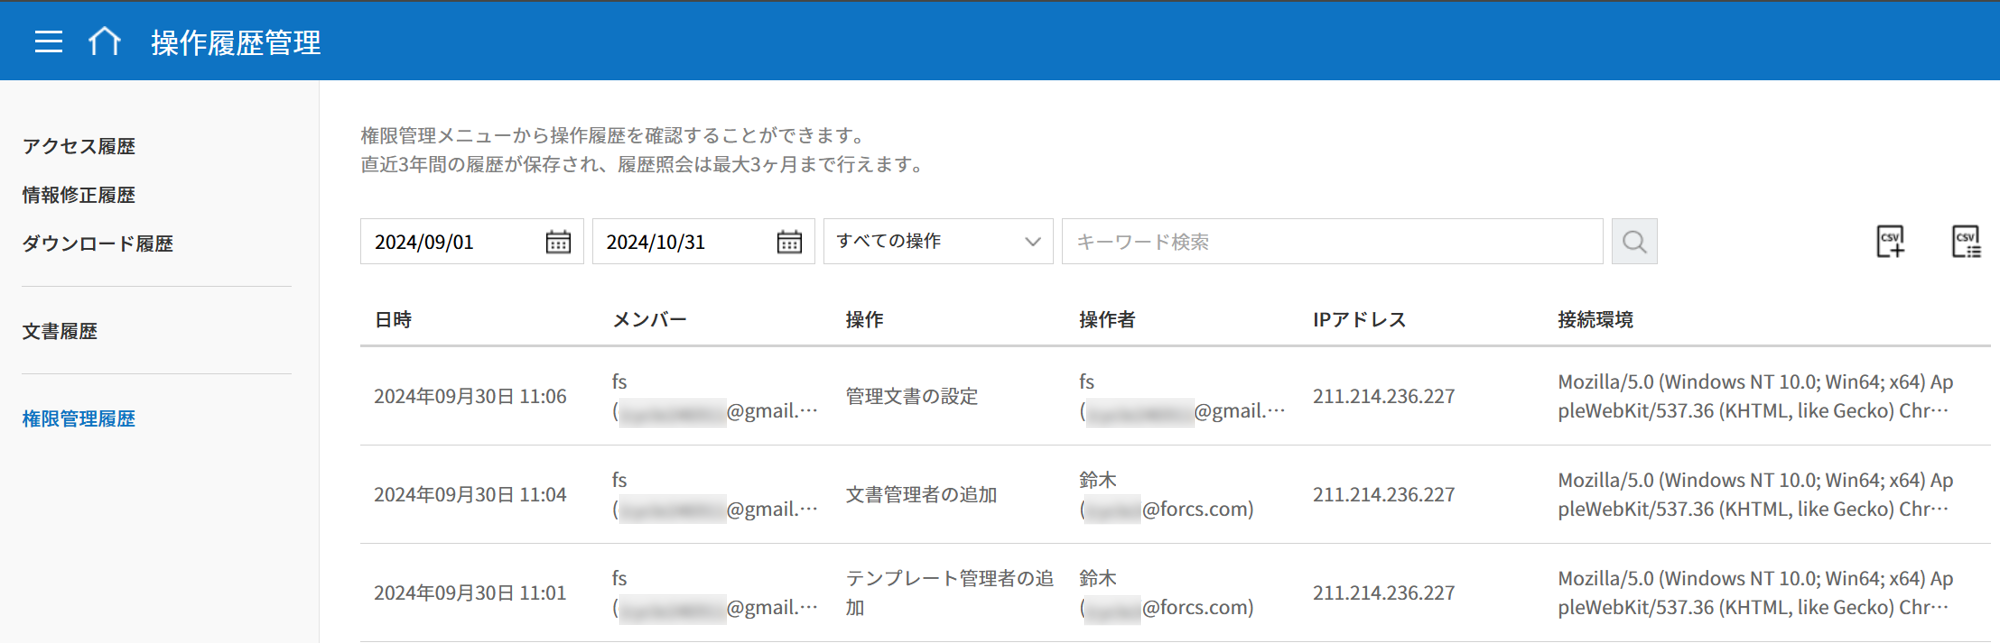 操作履歴管理
アクセス履歴
情報修正履歴
ダウンロード履歴
文書履歴
権限管理履歴
権限管理メニューから操作履歴を確認することができます。
直近3年間の履歴が保存され、履歴照会は最大3ヶ月まで行えます。
2024/09/01
2024/10/31
すべての操作
キーワード検索
CSV
CSV
日時 メンバー 操作 操作者 IPアドレス 接続環境
2024年09月30日 11:06
fs
(@gmail.…
管理文書の設定
fs
(@gmail.…
211.214.236.227
Mozilla/5.0 (Windows NT 10.0; Win64; x64) Ap
pleWebKit/537.36 (KHTML, like Gecko) Chr…
2024年09月30日 11:04
fs
(@gmail.…
文書管理者の追加
鈴木
(@forcs.com)
211.214.236.227
Mozilla/5.0 (Windows NT 10.0; Win64; x64) Ap
pleWebKit/537.36 (KHTML, like Gecko) Chr…
2024年09月30日 11:01
fs
(@gmail.…
テンプレート管理者の追
加
鈴木
(@forcs.com)
211.214.236.227
Mozilla/5.0 (Windows NT 10.0; Win64; x64) Ap
pleWebKit/537.36 (KHTML, like Gecko) Chr…